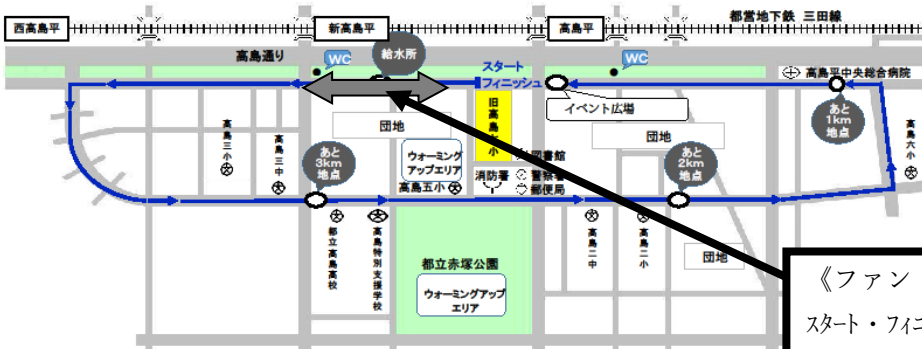 都営地下鉄 三田線
西高島平
新高島平
高島平
高島通り
WC
給水所
スタート
フィニッシュ
WC
高島平中央総合病院
イベント広場
旧高島七小
団地
団地
あと
1km
地点
高島六小
高島三小
高島三中
あと
3km
地点
ウォーミング
アップエリア
高島五小
消防署
図書館
警察署
郵便局
あと
2km
地点
都立高島高校
高島特別支援学校
都立赤塚公園
ウォーミングアップ
エリア
高島二中
高島二小
団地
《ファン
スタート・フィニ